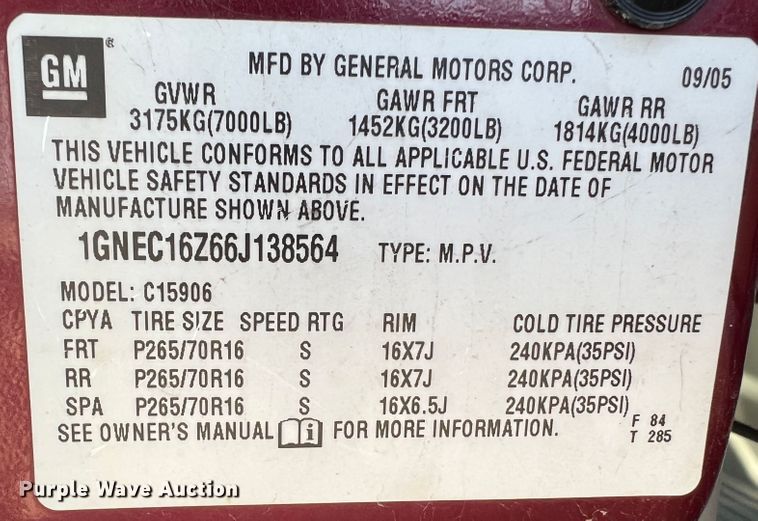 GM ®
MFD BY GENERAL MOTORS CORP. 09/05
GVWR GAWR FRT GAWR RR
3175KG(7000LB) 1452KG(3200LB) 1814KG(4000LB)
THIS VEHICLE CONFORMS TO ALL APPLICABLE U.S. FEDERAL MOTOR
VEHICLE SAFETY STANDARDS IN EFFECT ON THE DATE OF
MANUFACTURE SHOWN ABOVE.
1GNEC16Z66J138564 TYPE: M.P.V.
MODEL: C15906
CPYA TIRE SIZE SPEED RTG RIM COLD TIRE PRESSURE
FRT P265/70R16 S 16X7J 240KPA(35PSI)
RR P265/70R16 S 16X7J 240KPA(35PSI)
SPA P265/70R16 S 16X6.5J 240KPA(35PSI)
SEE OWNER'S MANUAL i FOR MORE INFORMATION.
F 84
T 285
Purple Wave Auction